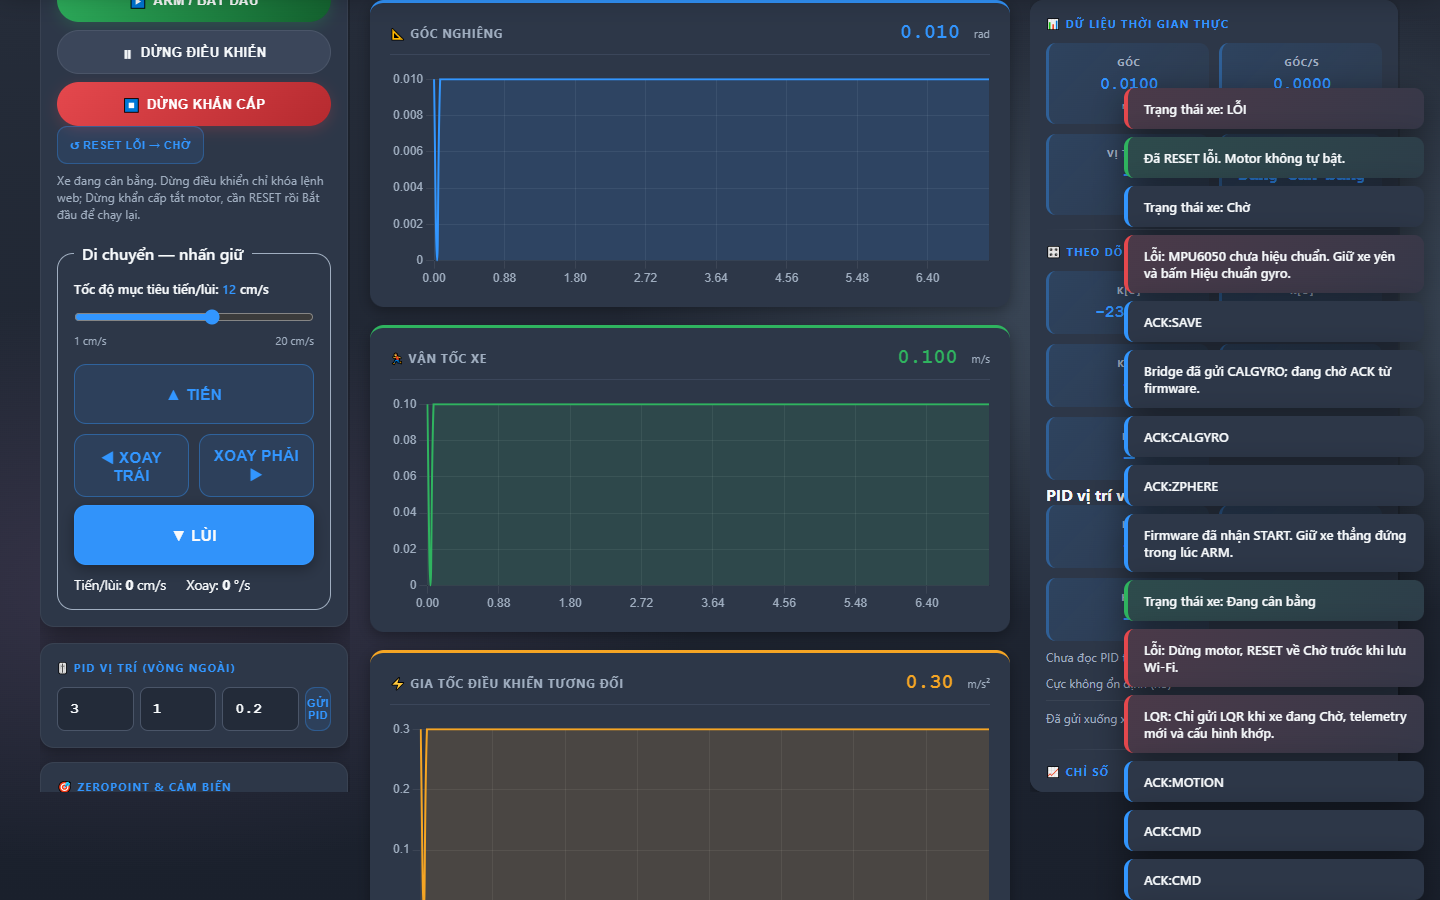 ARM / BẮT ĐẦU
DỪNG ĐIỀU KHIỂN
DỪNG KHẨN CẤP
↺ RESET LỖI → CHỜ
Xe đang cân bằng. Dừng điều khiển chỉ khóa lệnh
web; Dừng khẩn cấp tắt motor, cần RESET rồi Bắt
đầu để chạy lại.
Di chuyển — nhấn giữ
Tốc độ mục tiêu tiến/lùi: 12 cm/s
1 cm/s
20 cm/s
▲ TIẾN
◀ XOAY
TRÁI
XOAY PHẢI
▶
▼ LÙI
Tiến/lùi: 0 cm/s Xoay: 0 °/s
PID VỊ TRÍ (VÒNG NGOÀI)
3
1
0.2
GỬI
PID
ZEROPOINT & CẢM BIẾN
GÓC NGHIÊNG
0.010 rad
0.010
0.008
0.006
0.004
0.002
0
0.00 0.88 1.80 2.72 3.64 4.56 5.48 6.40
VẬN TỐC XE
0.100 m/s
0.10
0.08
0.06
0.04
0.02
0
0.00 0.88 1.80 2.72 3.64 4.56 5.48 6.40
GIA TỐC ĐIỀU KHIỂN TƯƠNG ĐỐI
0.30 m/s²
0.3
0.2
0.1
DỮ LIỆU THỜI GIAN THỰC
GÓC
0.0100
GÓC/S
0.0000
VỊ
THEO DÕ
-23
PID vị trí v
Chưa đọc PID
Cực không ổn
Đã gửi xuống
CHỈ SỐ
Trạng thái xe: LỖI
Đã RESET lỗi. Motor không tự bật.
Trạng thái xe: Chờ
Lỗi: MPU6050 chưa hiệu chuẩn. Giữ xe yên
và bấm Hiệu chuẩn gyro.
ACK:SAVE
Bridge đã gửi CALGYRO; đang chờ ACK từ
firmware.
ACK:CALGYRO
ACK:ZPHERE
Firmware đã nhận START. Giữ xe thẳng đứng
trong lúc ARM.
Trạng thái xe: Đang cân bằng
Lỗi: Dừng motor, RESET về Chờ trước khi lưu
Wi-Fi.
LQR: Chỉ gửi LQR khi xe đang Chờ, telemetry
mới và cấu hình khớp.
ACK:MOTION
ACK:CMD
ACK:CMD